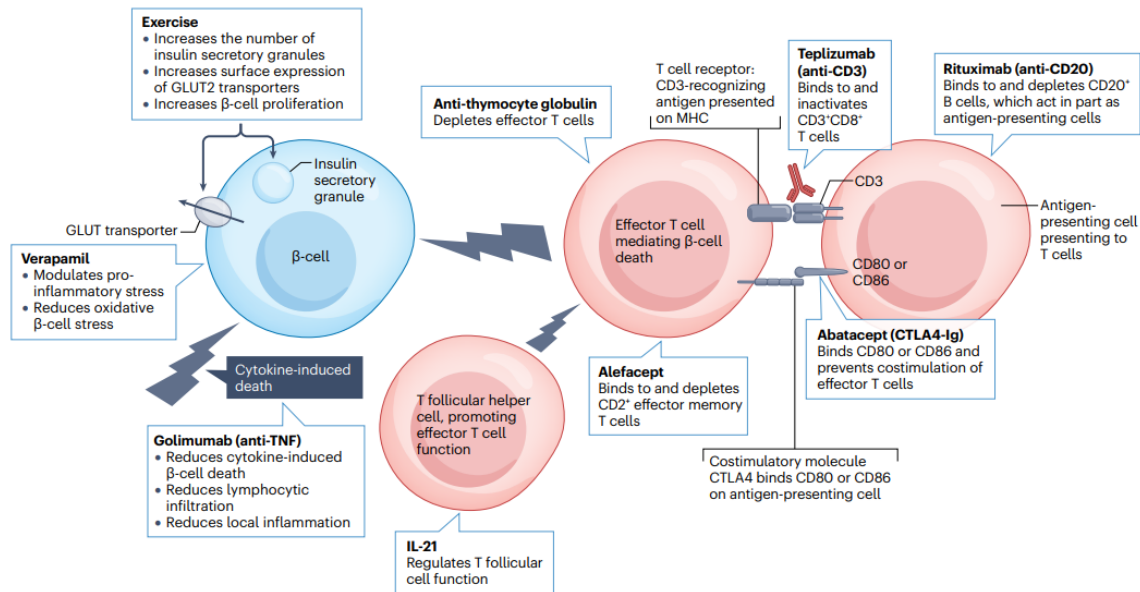 Exercise
• Increases the number of
insulin secretory granules
• Increases surface expression
of GLUT2 transporters
• Increases β-cell proliferation
Insulin
secretory
granule
GLUT transporter
β-cell
Verapamil
• Modulates pro-
inflammatory stress
• Reduces oxidative
β-cell stress
Cytokine-induced
death
Golimumab (anti-TNF)
• Reduces cytokine-induced
β-cell death
• Reduces lymphocytic
infiltration
• Reduces local inflammation
Anti-thymocyte globulin
Depletes effector T cells
T follicular helper
cell, promoting
effector T cell
function
IL-21
Regulates T follicular
cell function
T cell receptor:
CD3-recognizing
antigen presented
on MHC
Effector T cell
mediating β-cell
death
Alefacept
Binds to and depletes
CD2⁺ effector memory
T cells
Teplizumab
(anti-CD3)
Binds to and
inactivates
CD3⁺CD8⁺
T cells
CD3
CD80 or
CD86
Rituximab (anti-CD20)
Binds to and depletes CD20⁺
B cells, which act in part as
antigen-presenting cells
Antigen-
presenting cell
presenting to
T cells
Abatacept (CTLA4-Ig)
Binds CD80 or CD86 and
prevents costimulation of
effector T cells
Costimulatory molecule
CTLA4 binds CD80 or CD86
on antigen-presenting cell